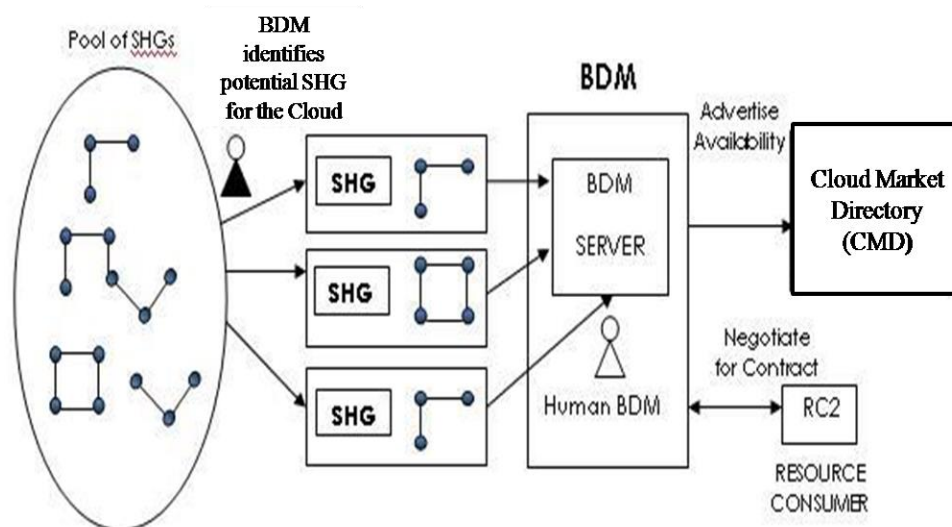 Pool of SHGs
BDM
identifies
potential SHG
for the Cloud
SHG
SHG
SHG
BDM
BDM
SERVER
Human BDM
Advertise
Availability
Cloud Market
Directory
(CMD)
Negotiate
for Contract
RC2
RESOURCE
CONSUMER